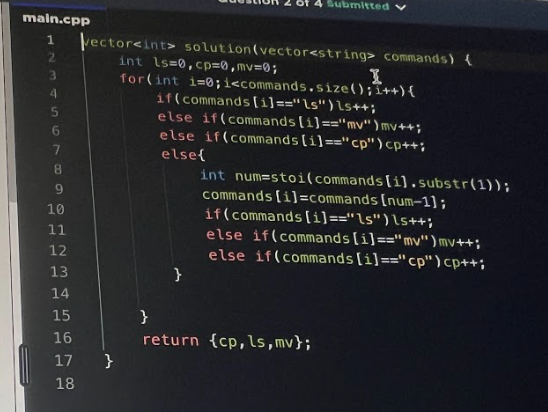 Question 2 of 4 Submitted
main.cpp
1 vector<int> solution(vector<string> commands) {
2 int ls=0,cp=0,mv=0;
3 for(int i=0;i<commands.size();i++){
4 if(commands[i]=="ls")ls++;
5 else if(commands[i]=="mv")mv++;
6 else if(commands[i]=="cp")cp++;
7 else{
8 int num=stoi(commands[i].substr(1));
9 commands[i]=commands[num-1];
10 if(commands[i]=="ls")ls++;
11 else if(commands[i]=="mv")mv++;
12 else if(commands[i]=="cp")cp++;
13 }
14
15 }
16 return {cp,ls,mv};
17 }
18